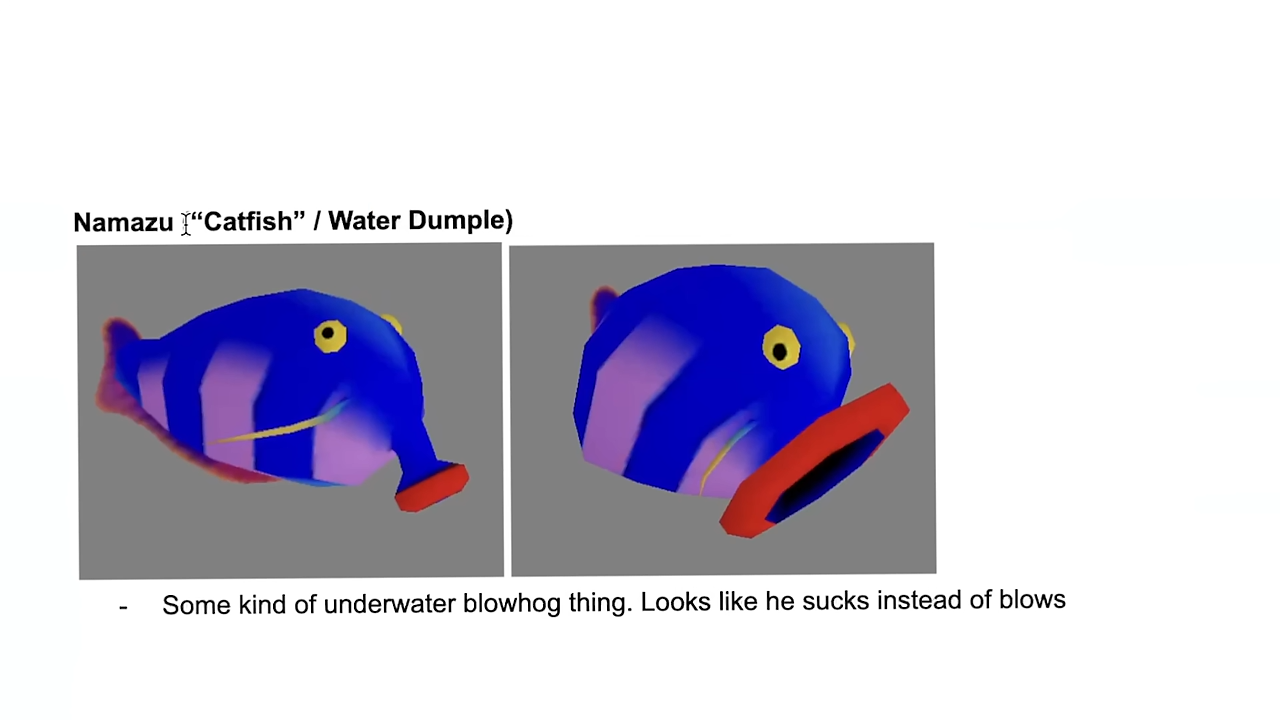 Namazu (“Catfish” / Water Dumple)
- Some kind of underwater blowhog thing. Looks like he sucks instead of blows